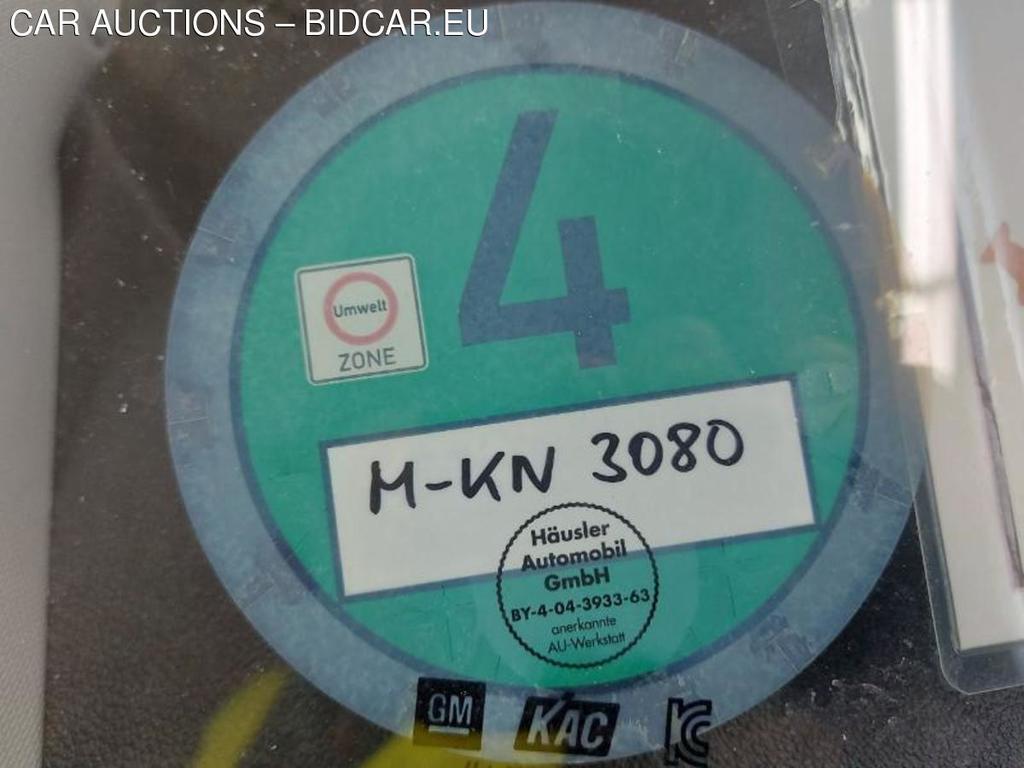 CAR AUCTIONS – BIDCAR.EU
4
Umwelt
ZONE
M-KN 3080
Häusler
Automobil
GmbH
BY-4-04-3933-63
anerkannte
AU-Werkstatt
GM KAC KC